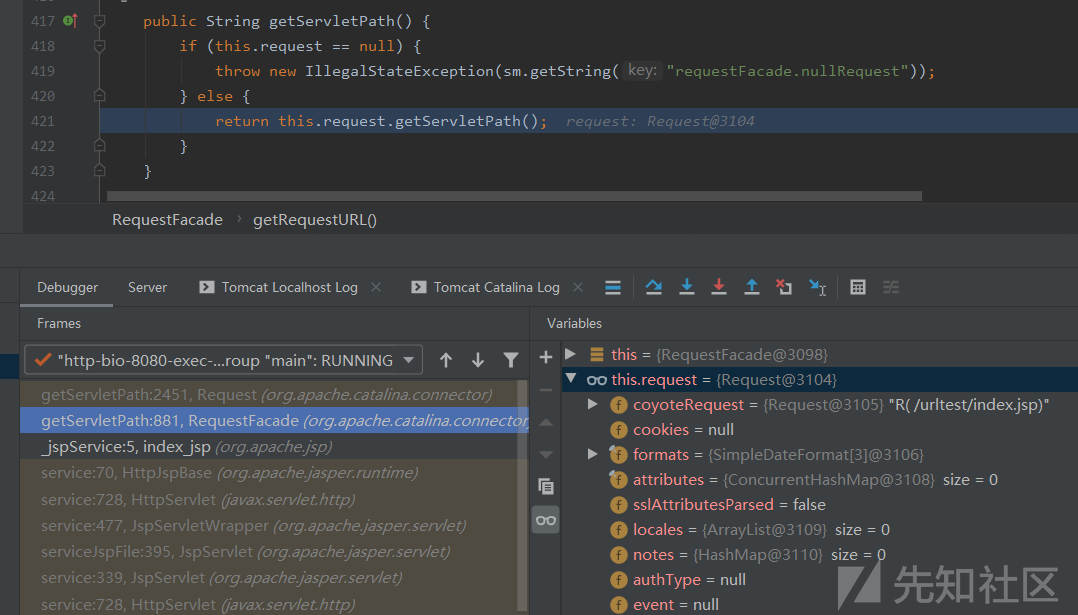 417 public String getServletPath() {
418 if (this.request == null) {
419 throw new IllegalStateException(sm.getString( key: "requestFacade.nullRequest"));
420 } else {
421 return this.request.getServletPath(); request: Request@3104
422 }
423 }
424
RequestFacade › getRequestURL()
Debugger Server Tomcat Localhost Log Tomcat Catalina Log
Frames
Variables
"http-bio-8080-exec-...roup "main": RUNNING
getServletPath:2451, Request (org.apache.catalina.connector)
getServletPath:881, RequestFacade (org.apache.catalina.connector)
_jspService:5, index_jsp (org.apache.jsp)
service:70, HttpJspBase (org.apache.jasper.runtime)
service:728, HttpServlet (javax.servlet.http)
service:477, JspServletWrapper (org.apache.jasper.servlet)
serviceJspFile:395, JspServlet (org.apache.jasper.servlet)
service:339, JspServlet (org.apache.jasper.servlet)
service:728, HttpServlet (javax.servlet.http)
this = {RequestFacade@3098}
this.request = {Request@3104}
coyoteRequest = {Request@3105} "R( /urltest/index.jsp)"
cookies = null
formats = {SimpleDateFormat[3]@3106}
attributes = {ConcurrentHashMap@3108} size = 0
sslAttributesParsed = false
locales = {ArrayList@3109} size = 0
notes = {HashMap@3110} size = 0
authType = null
event = null
先知社区